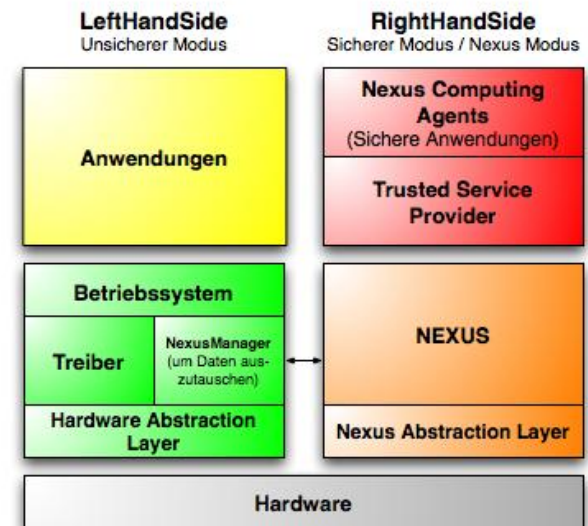 LeftHandSide
Unsicherer Modus
Anwendungen
Betriebssystem
Treiber
NexusManager
(um Daten aus-
zutauschen)
Hardware Abstraction
Layer
RightHandSide
Sicherer Modus / Nexus Modus
Nexus Computing
Agents
(Sichere Anwendungen)
Trusted Service
Provider
NEXUS
Nexus Abstraction Layer
Hardware